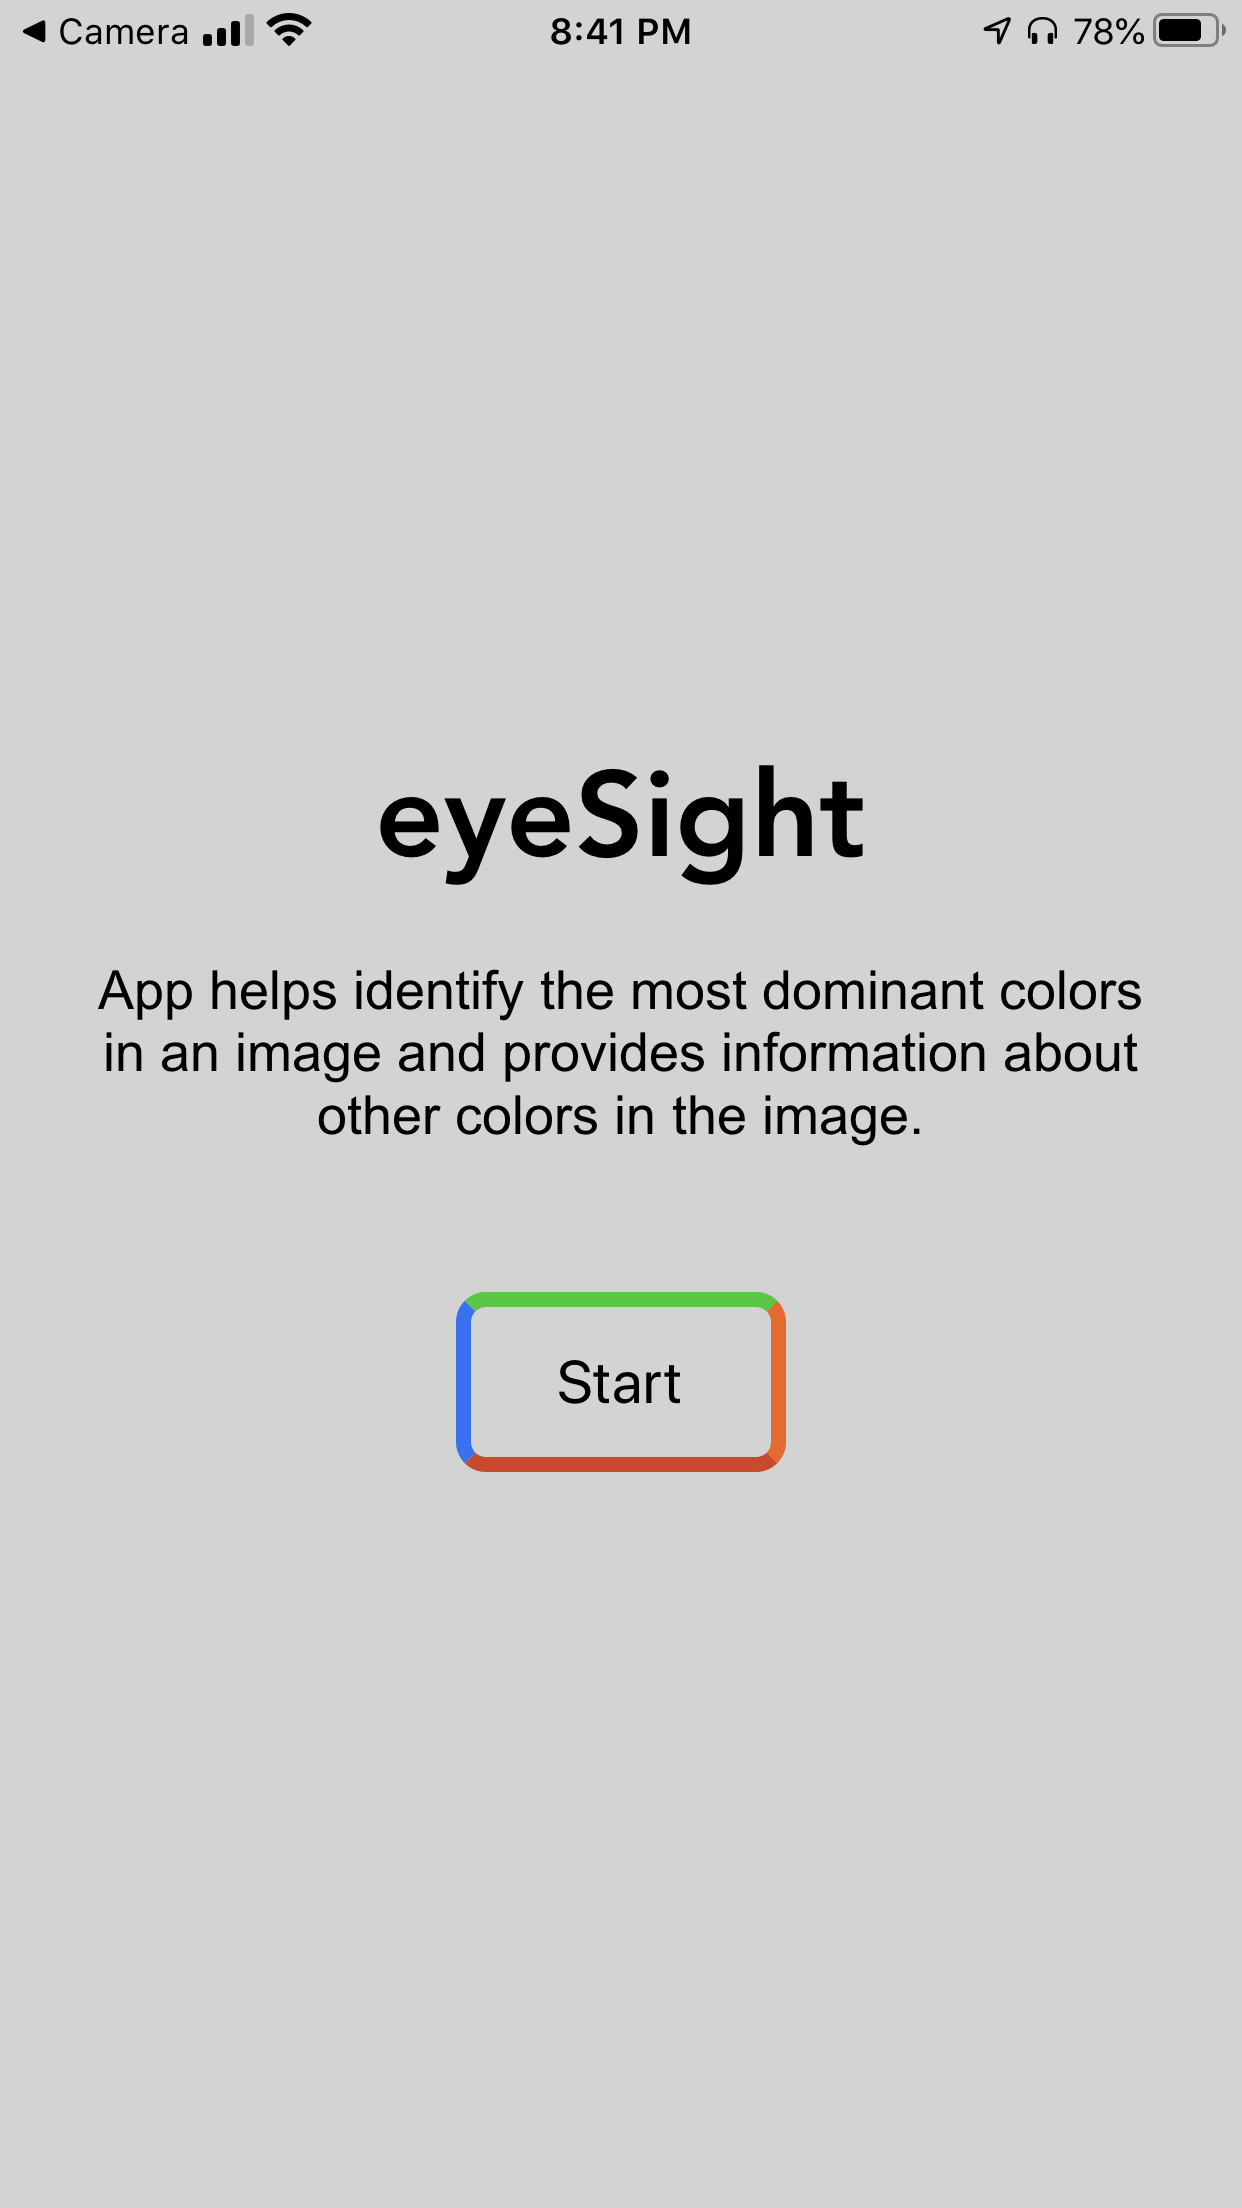 Camera 8:41 PM 78%
eyeSight
App helps identify the most dominant colors
in an image and provides information about
other colors in the image.
Start